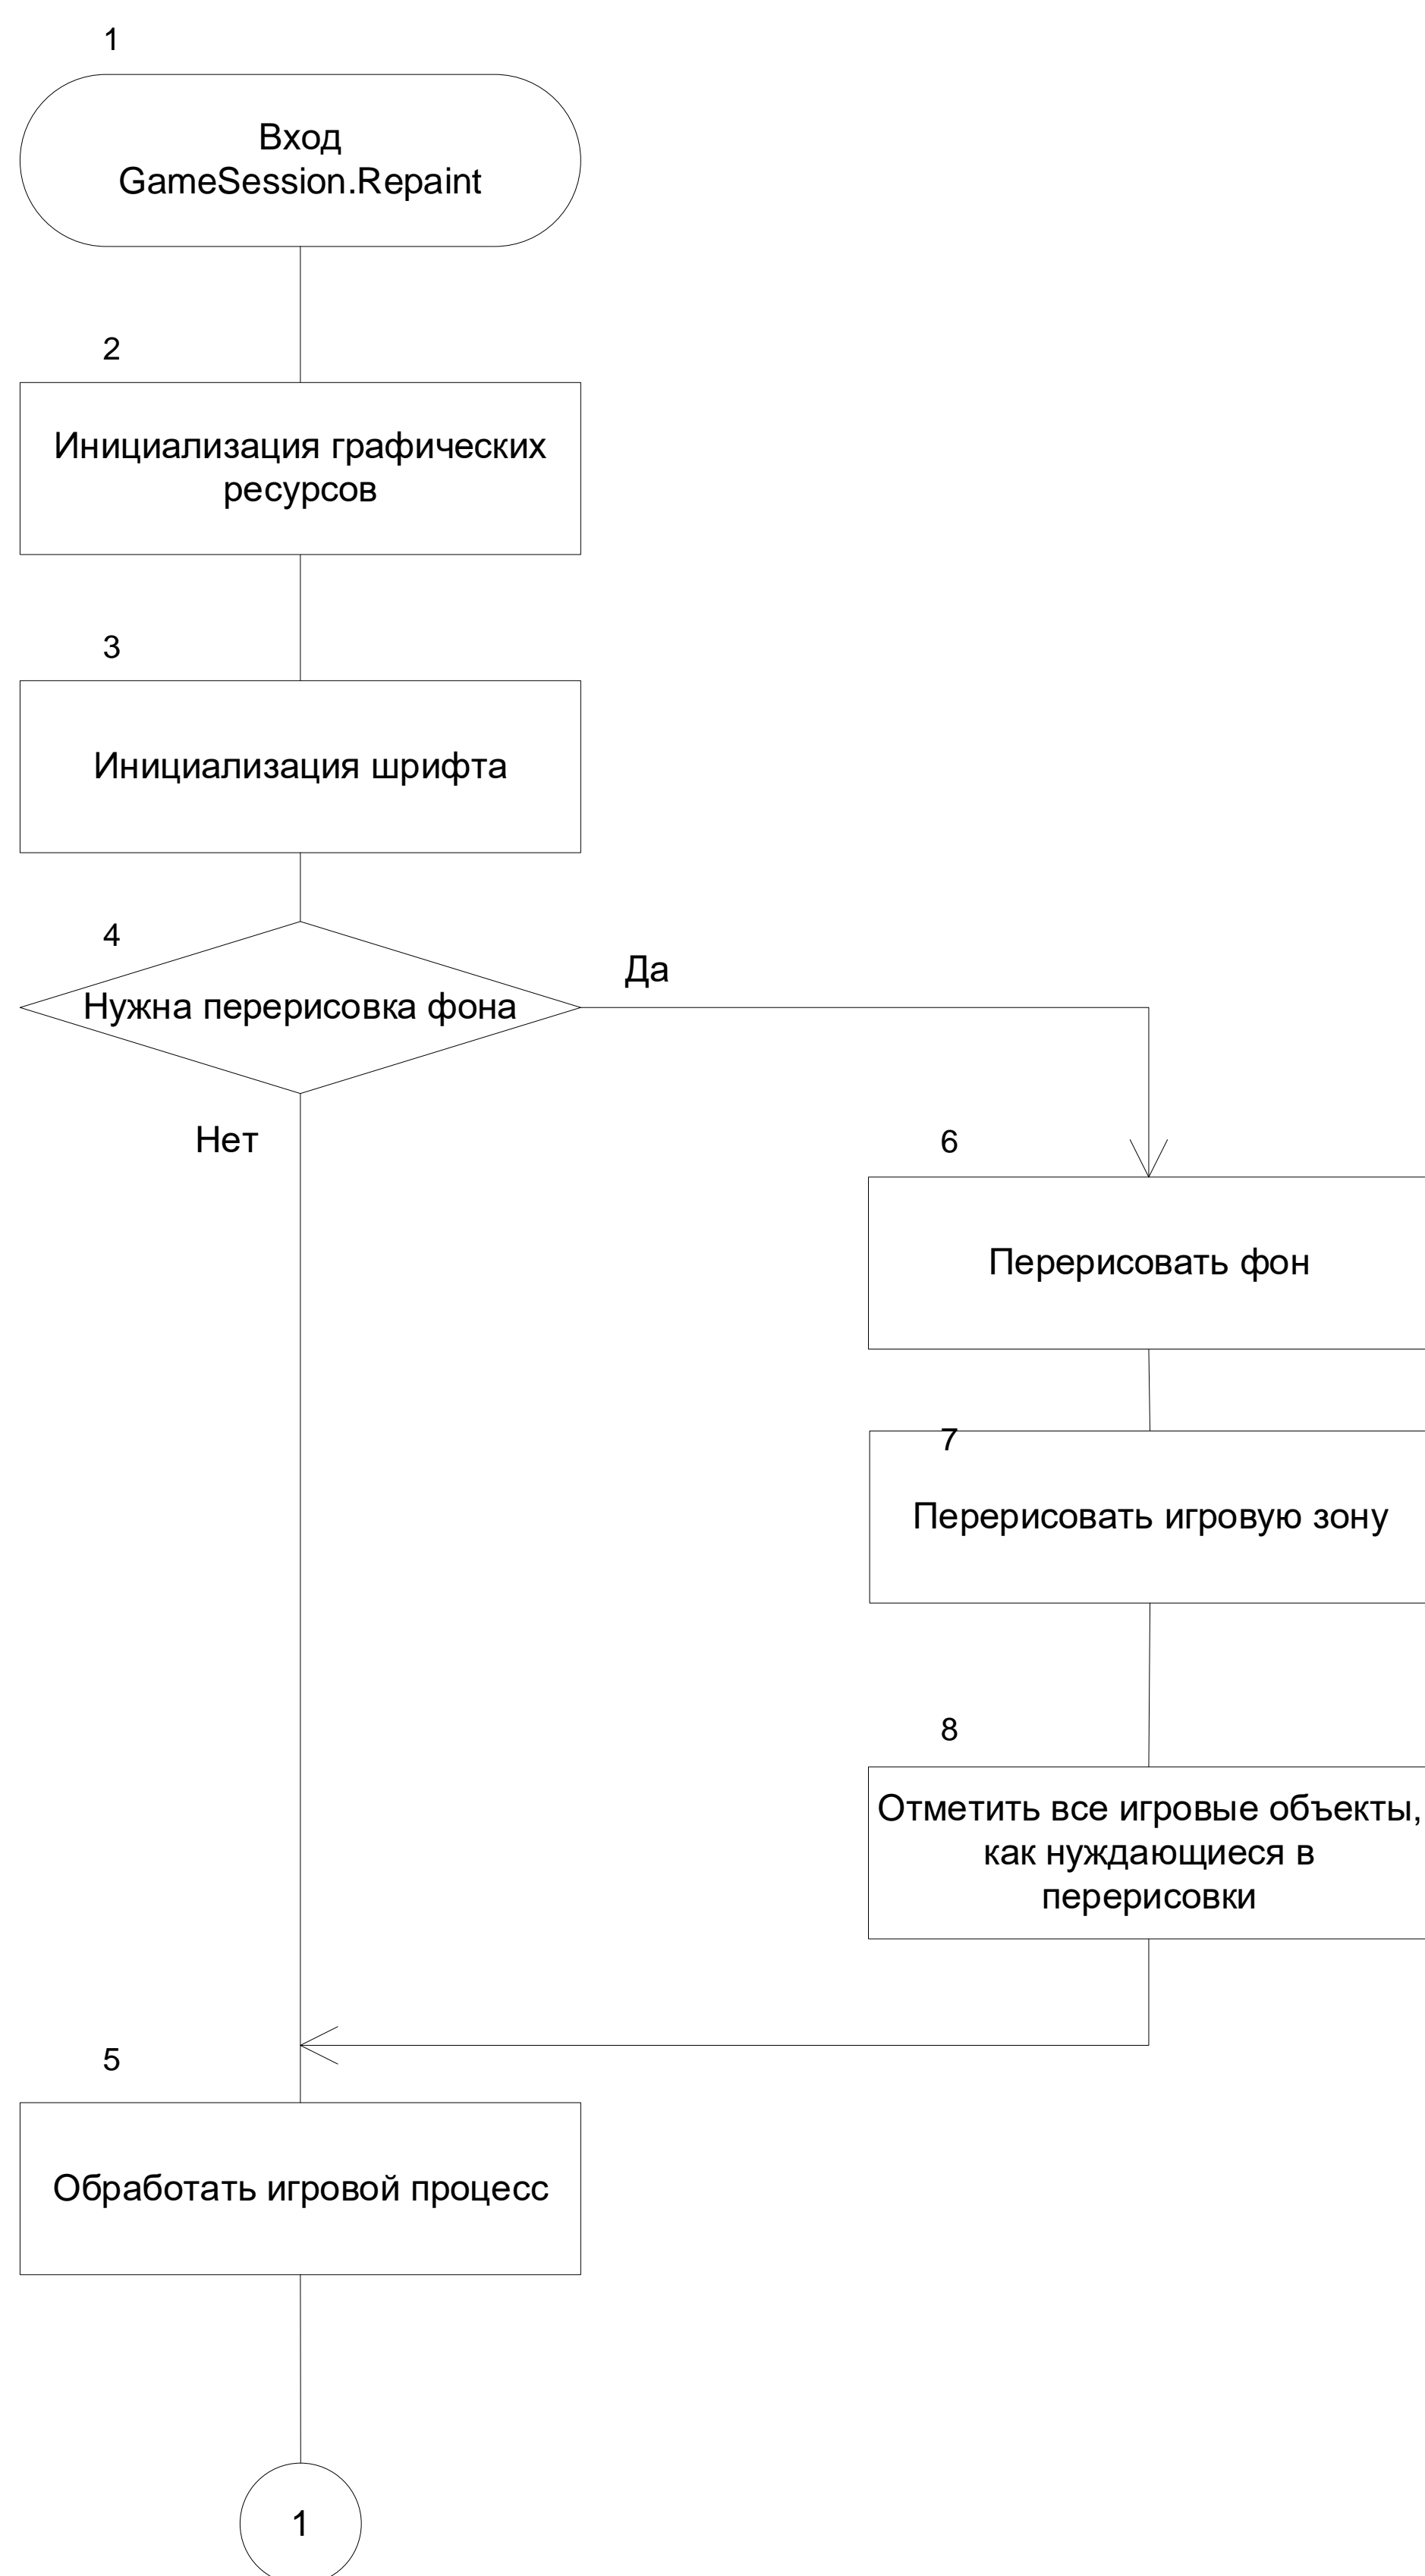 1
Вход
GameSession.Repaint
2
Инициализация графических
ресурсов
3
Инициализация шрифта
4
Нужна перерисовка фона
Да
Нет
6
Перерисовать фон
7
Перерисовать игровую зону
8
Отметить все игровые объекты,
как нуждающиеся в
перерисовки
5
Обработать игровой процесс
1